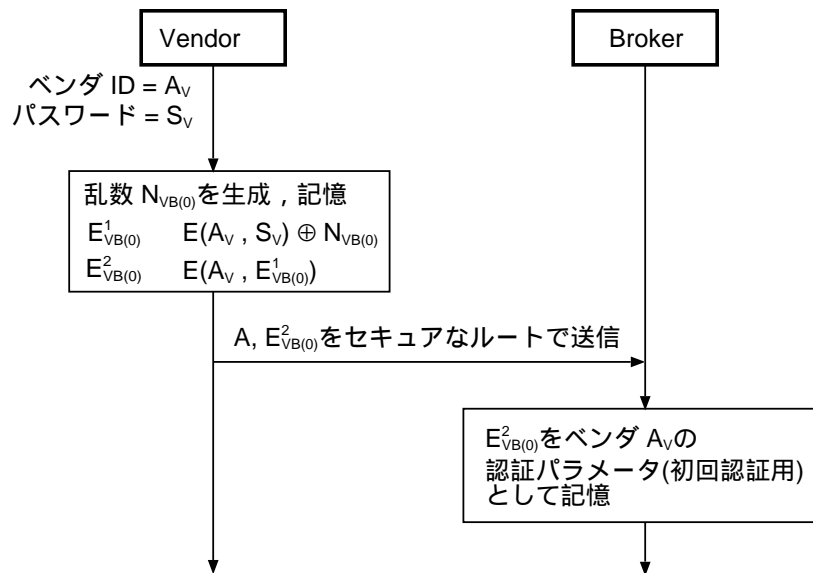 Vendor
Broker
ベンダ ID = A_V
パスワード = S_V
乱数 N_VB(0)を生成 , 記憶
E^1_VB(0) E(A_V , S_V) ⊕ N_VB(0)
E^2_VB(0) E(A_V , E^1_VB(0))
A, E^2_VB(0)をセキュアなルートで送信
E^2_VB(0)をベンダ A_Vの
認証パラメータ(初回認証用)
として記憶